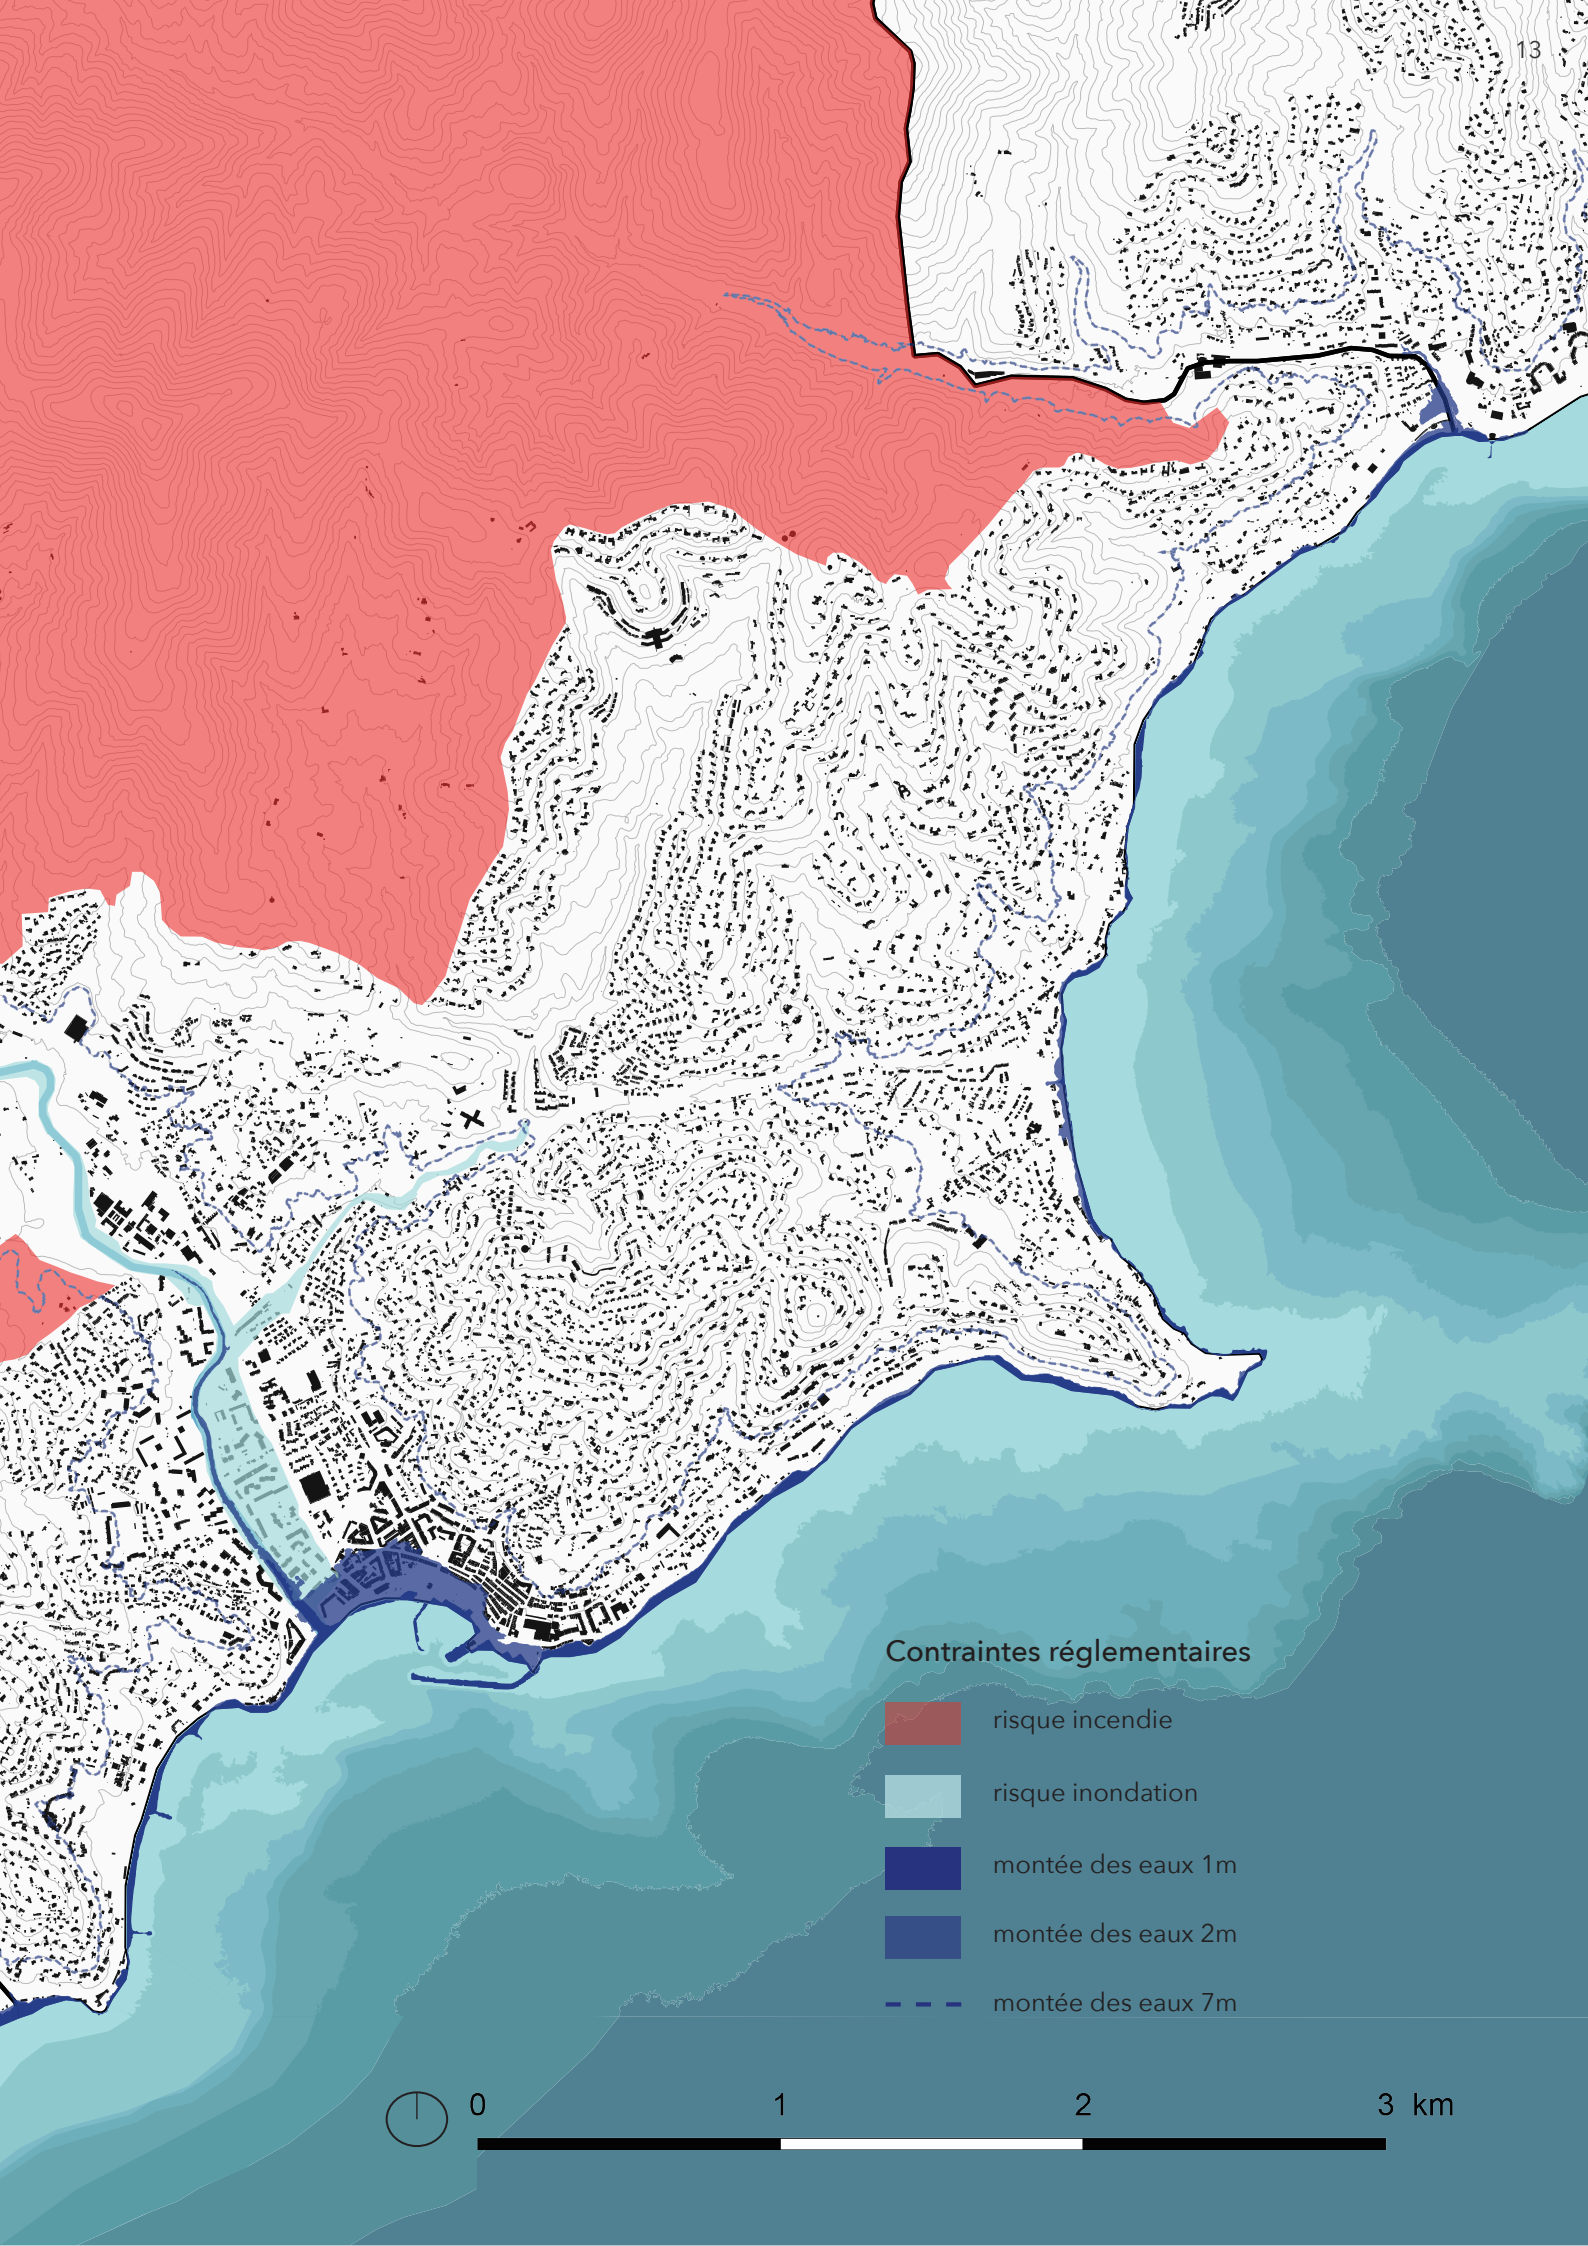 13
Contraintes réglementaires
risque incendie
risque inondation
montée des eaux 1m
montée des eaux 2m
montée des eaux 7m
0 1 2 3 km